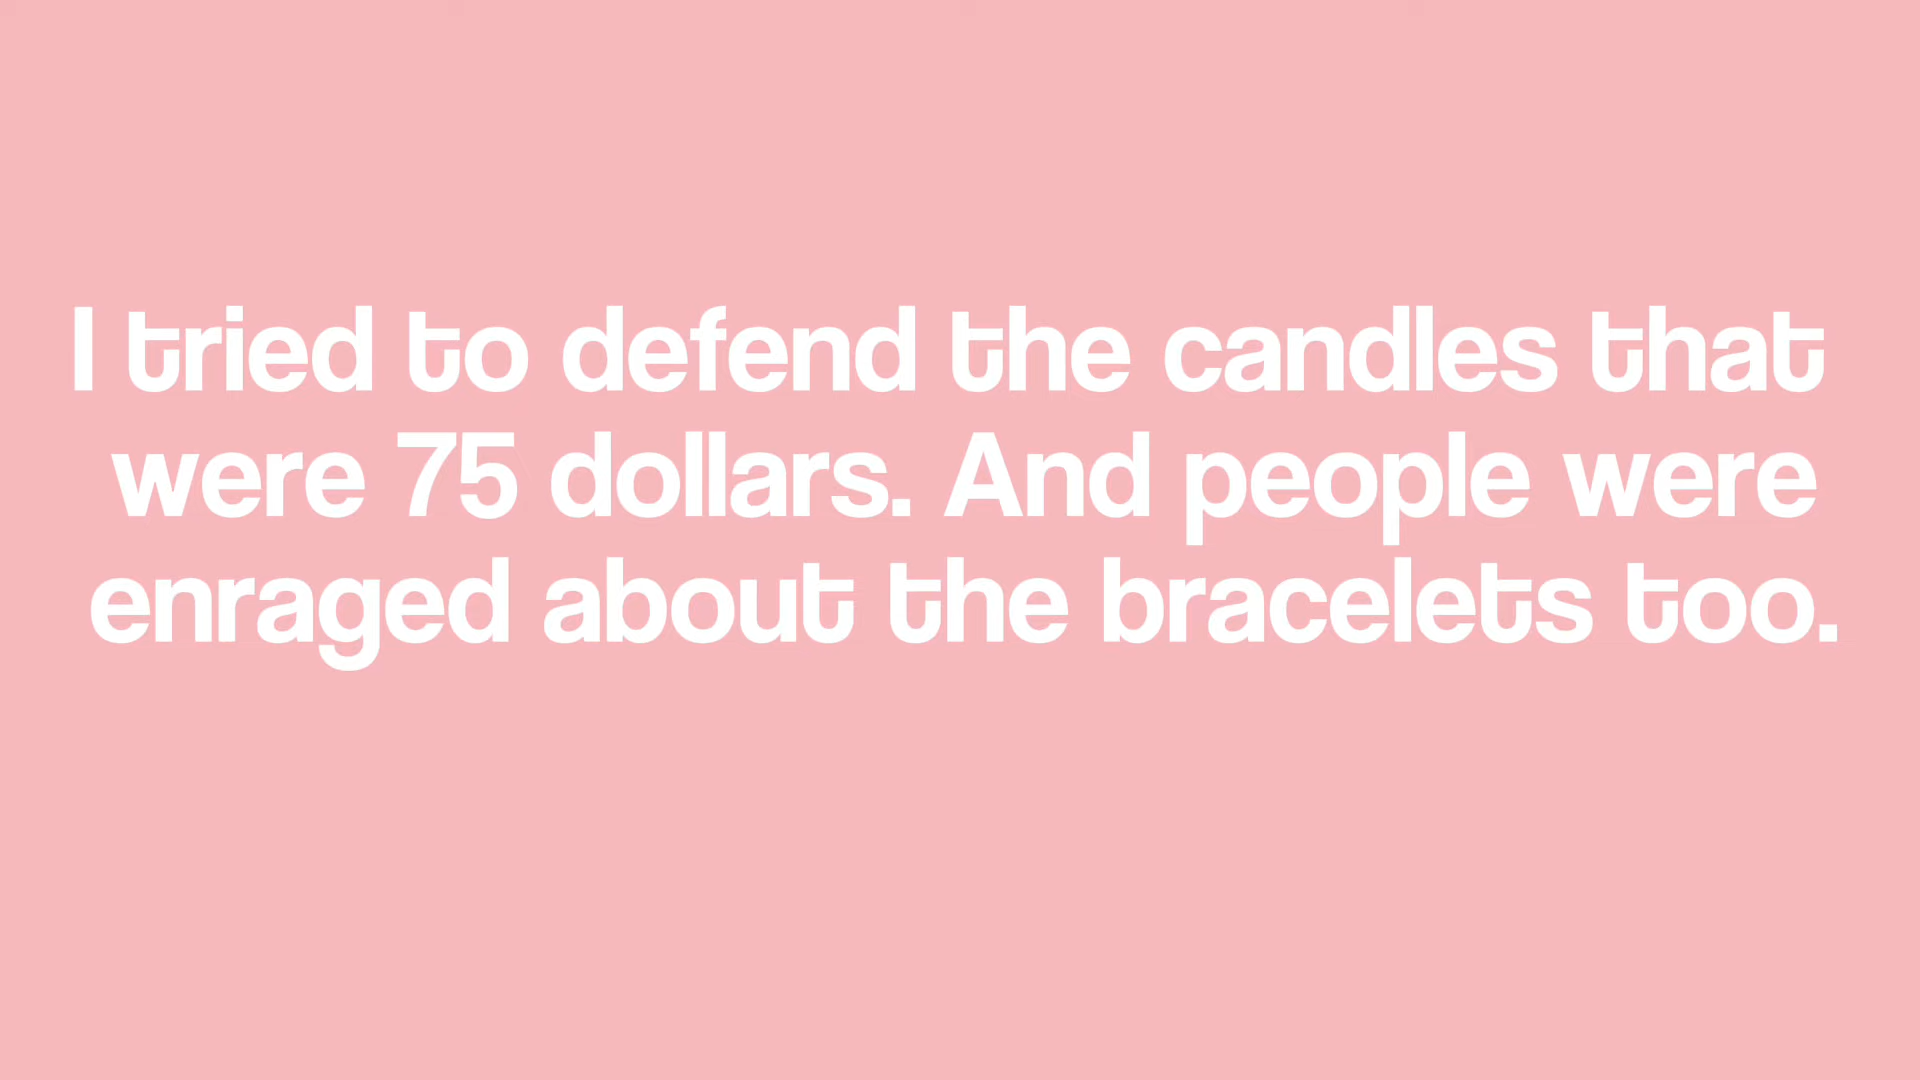 I tried to defend the candles that
were 75 dollars. And people were
enraged about the bracelets too.